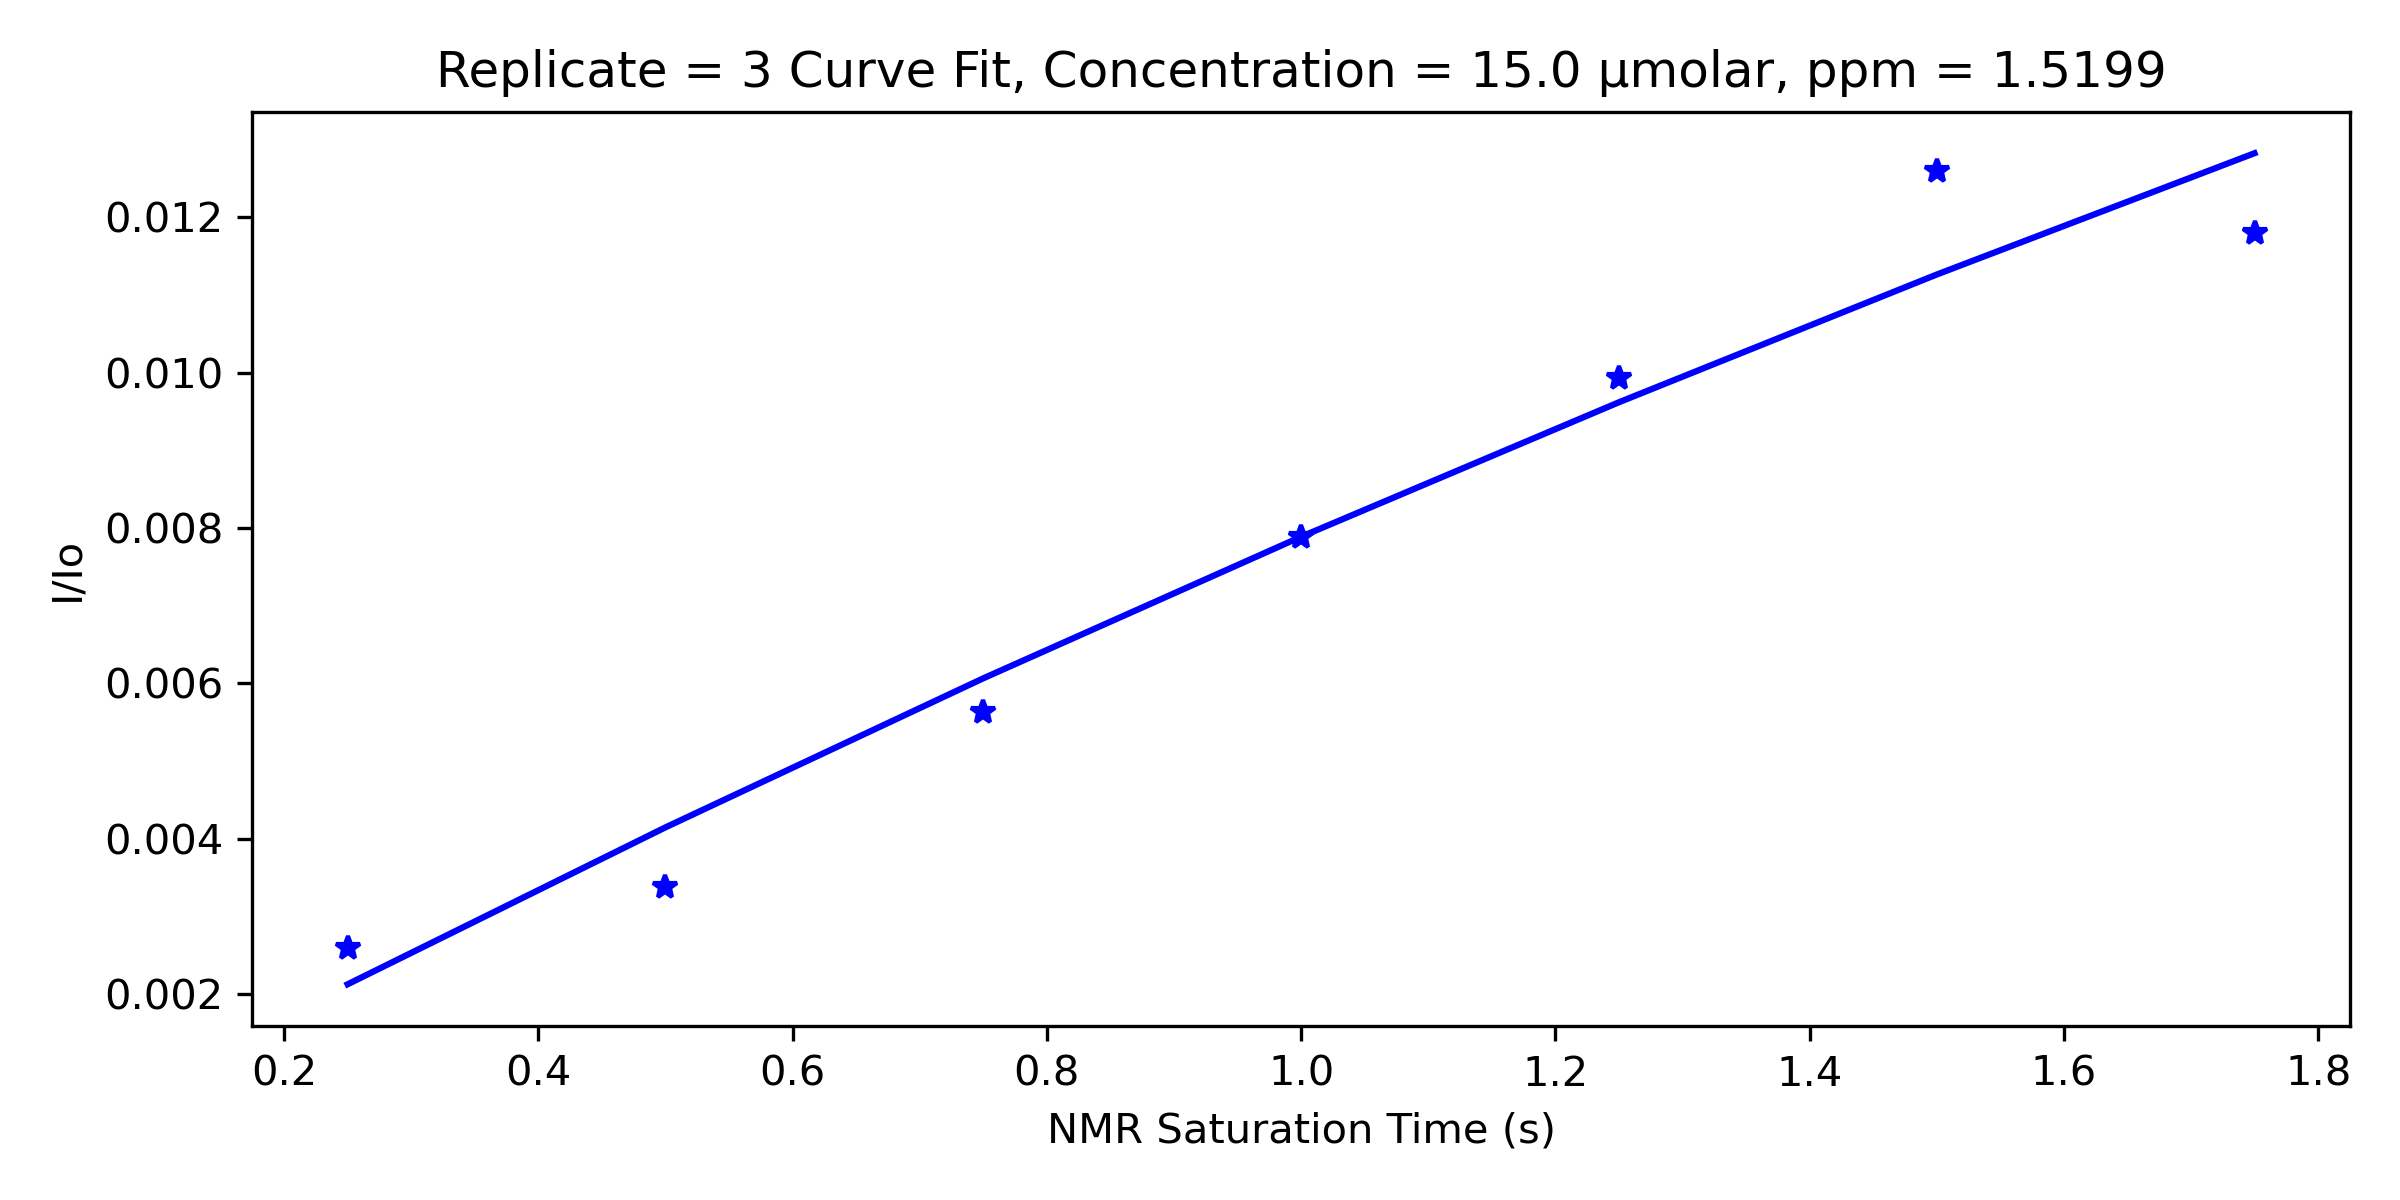 Replicate = 3 Curve Fit, Concentration = 15.0 µmolar, ppm = 1.5199
0.012
0.010
0.008
0.006
0.004
0.002
I/Io
0.2 0.4 0.6 0.8 1.0 1.2 1.4 1.6 1.8
NMR Saturation Time (s)